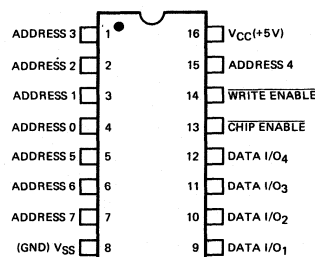 ADDRESS 3 1 16 VCC(+5V)
ADDRESS 2 2 15 ADDRESS 4
ADDRESS 1 3 14 WRITE ENABLE
ADDRESS 0 4 13 CHIP ENABLE
ADDRESS 5 5 12 DATA I/O4
ADDRESS 6 6 11 DATA I/O3
ADDRESS 7 7 10 DATA I/O2
(GND) VSS 8 9 DATA I/O1